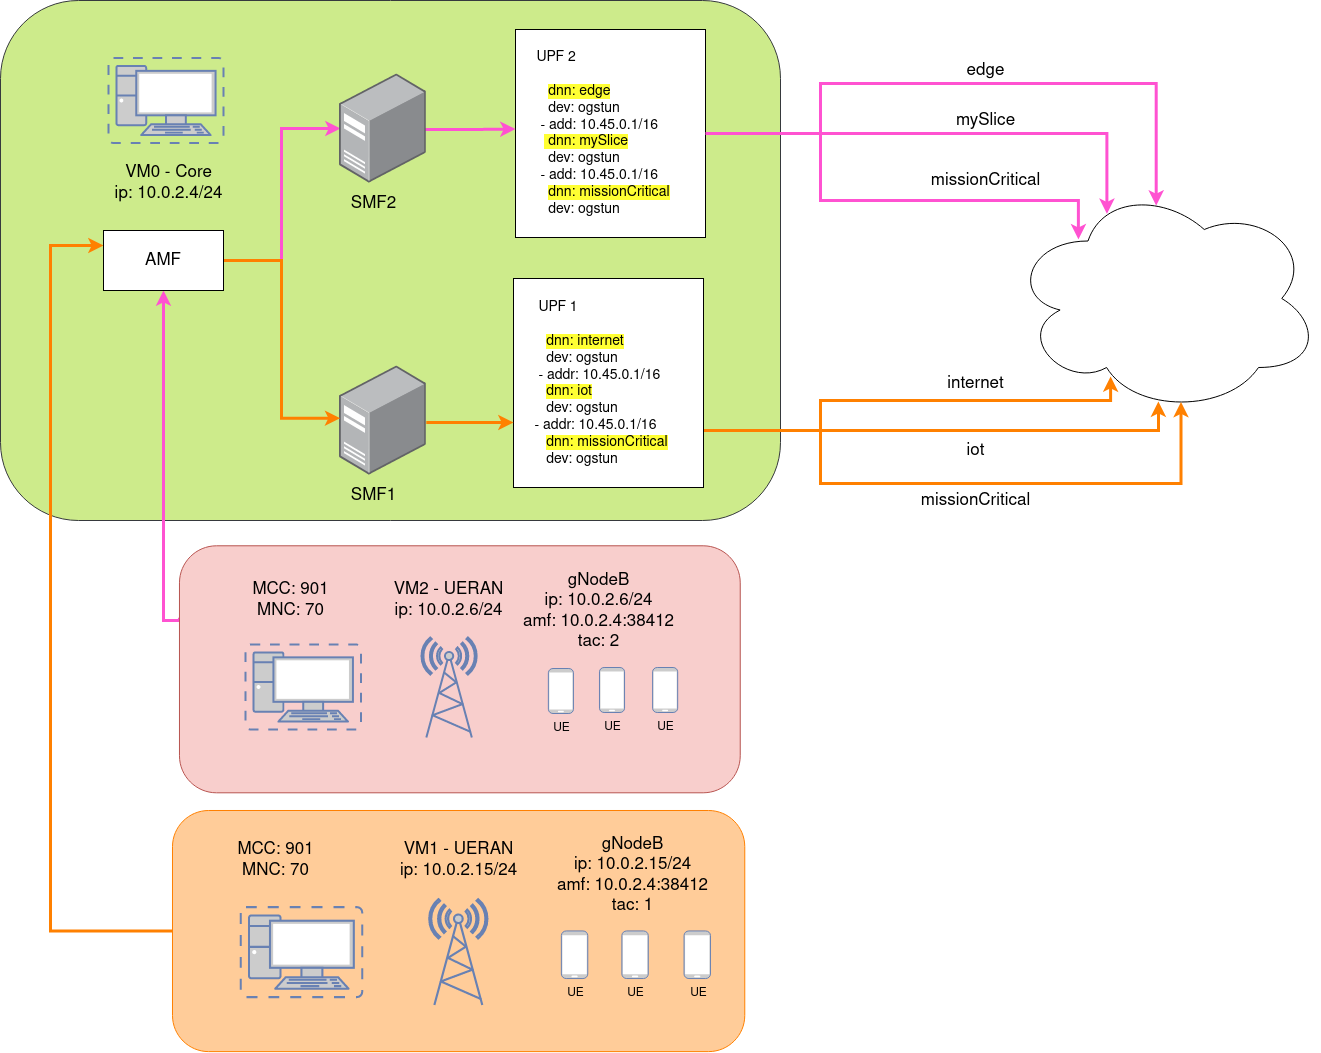 VM0 - Core
ip: 10.0.2.4/24
AMF
SMF2
SMF1
UPF 2
dnn: edge
dev: ogstun
- add: 10.45.0.1/16
dnn: mySlice
dev: ogstun
- add: 10.45.0.1/16
dnn: missionCritical
dev: ogstun
UPF 1
dnn: internet
dev: ogstun
- addr: 10.45.0.1/16
dnn: iot
dev: ogstun
- addr: 10.45.0.1/16
dnn: missionCritical
dev: ogstun
edge
mySlice
missionCritical
internet
iot
missionCritical
MCC: 901
MNC: 70
VM2 - UERAN
ip: 10.0.2.6/24
gNodeB
ip: 10.0.2.6/24
amf: 10.0.2.4:38412
tac: 2
UE
UE
UE
MCC: 901
MNC: 70
VM1 - UERAN
ip: 10.0.2.15/24
gNodeB
ip: 10.0.2.15/24
amf: 10.0.2.4:38412
tac: 1
UE
UE
UE